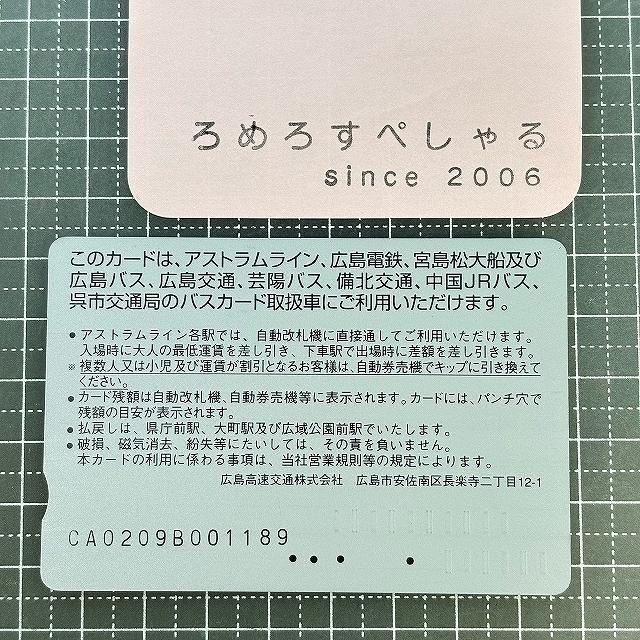 ろめろすぺしゃる
since 2006
このカードは、アストラムライン、広島電鉄、宮島松大船及び
広島バス、広島交通、芸陽バス、備北交通、中国JRバス、
呉市交通局のバスカード取扱車にご利用いただけます。
● アストラムライン各駅では、自動改札機に直接通してご利用いただけます。
入場時に大人の最低運賃を差し引き、下車駅で出場時に差額を差し引きます。
※ 複数人又は小児及び運賃が割引となるお客様は、自動券売機でキップに引き換えて
ください。
● カード残額は自動改札機、自動券売機等に表示されます。カードには、パンチ穴で
残額の目安が表示されます。
● 払戻しは、県庁前駅、大町駅及び広域公園前駅でいたします。
● 破損、磁気消去、紛失等にたいしては、その責を負いません。
本カードの利用に係わる事項は、当社営業規則等の規定によります。
広島高速交通株式会社 広島市安佐南区長楽寺二丁目12-1
CA0209B001189